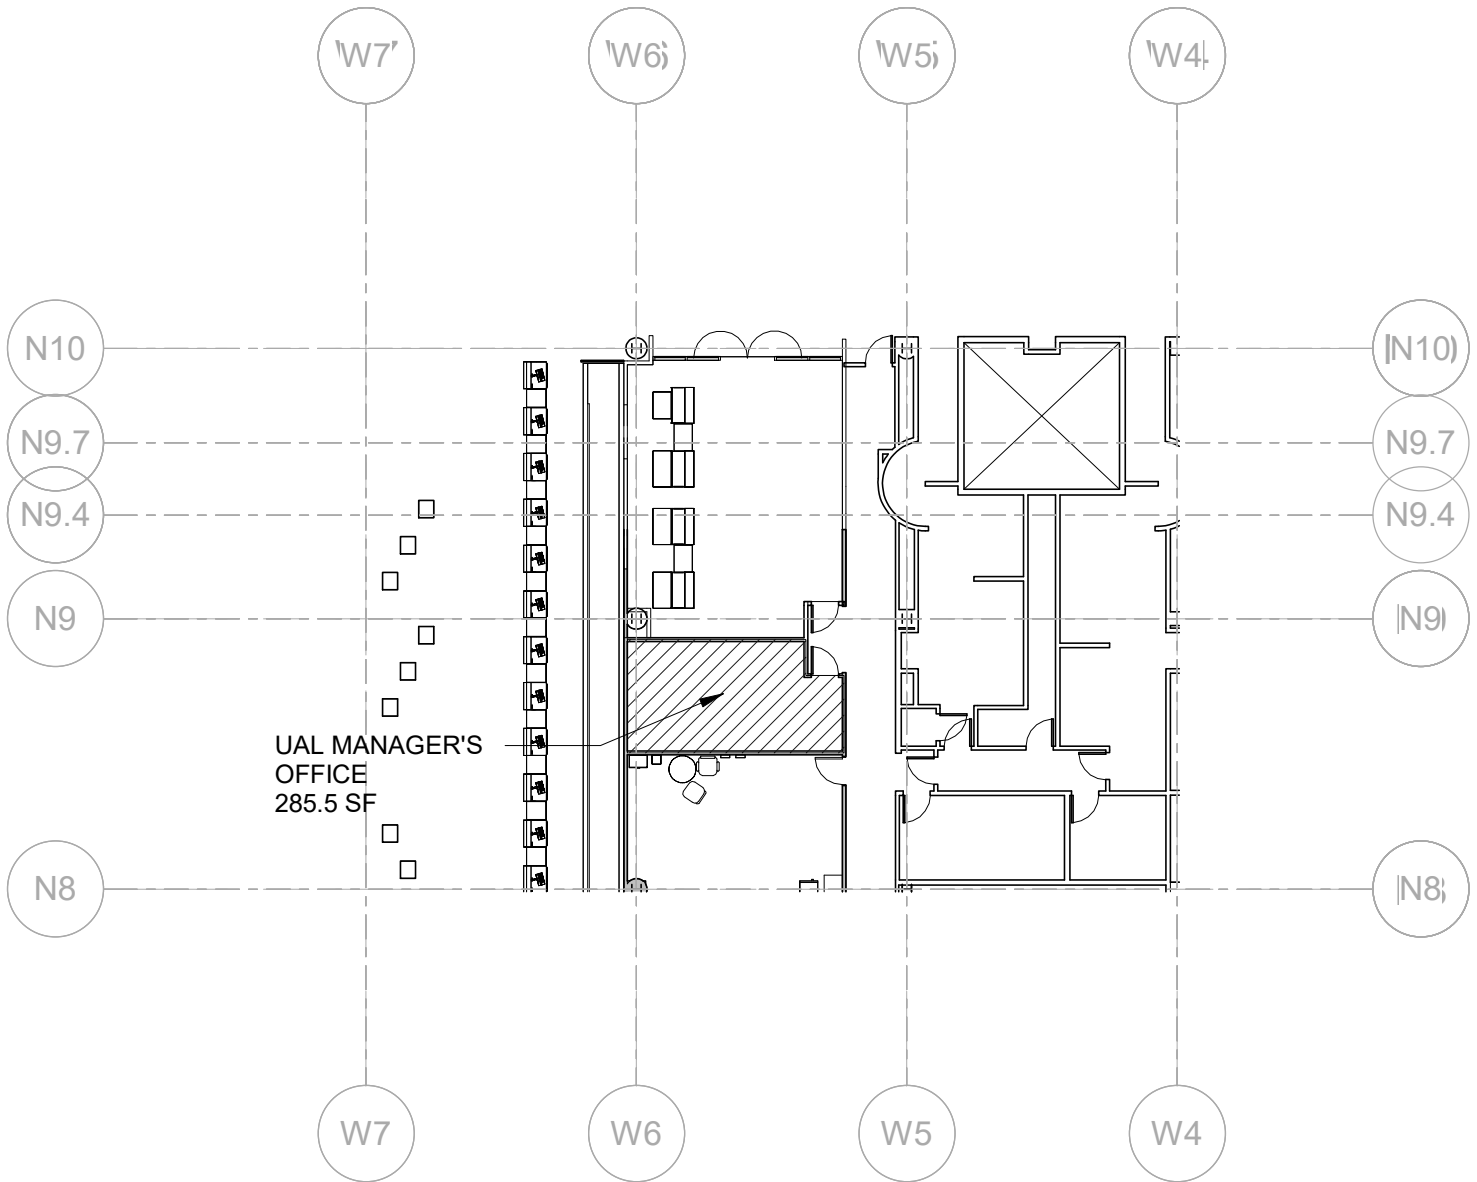 W7 W6 W5 W4
N10 N10
N9.7 N9.7
N9.4 N9.4
N9 N9
UAL MANAGER'S
OFFICE
285.5 SF
N8 N8
W7 W6 W5 W4